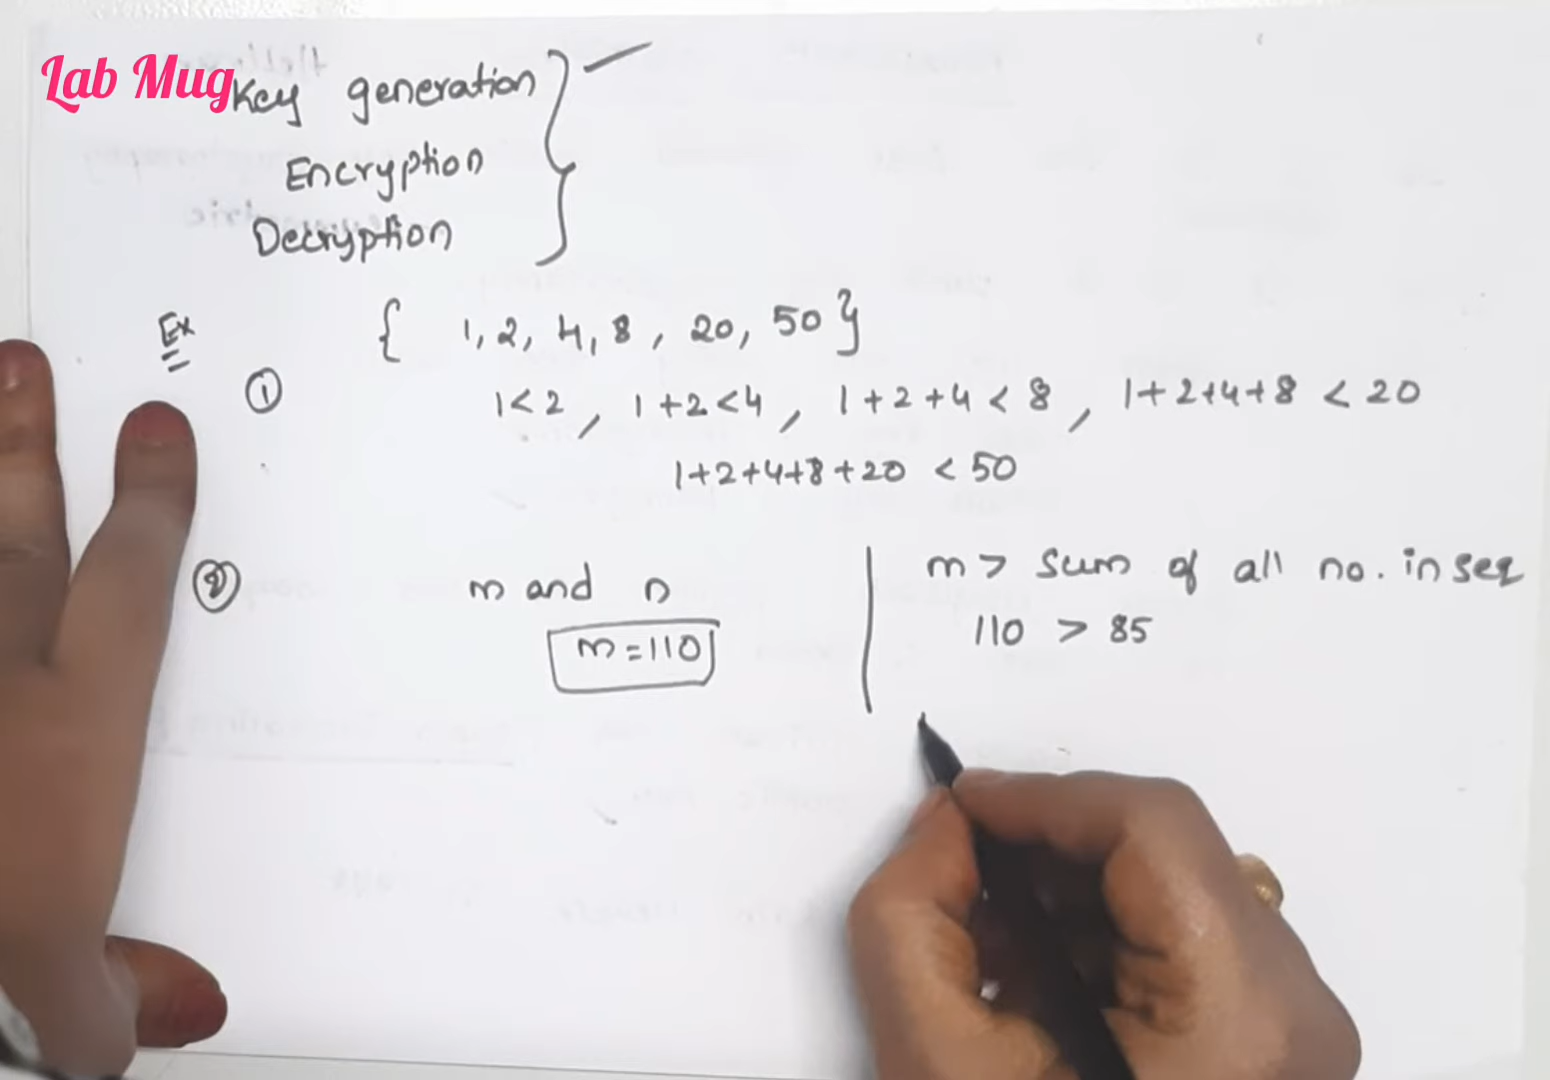 Lab Mug
Key generation
Encryption
Decryption
Ex { 1, 2, 4, 8, 20, 50 }
① 1<2, 1+2<4, 1+2+4<8, 1+2+4+8 < 20
1+2+4+8+20 < 50
② m and n
m=110
m > sum of all no. in seq
110 > 85